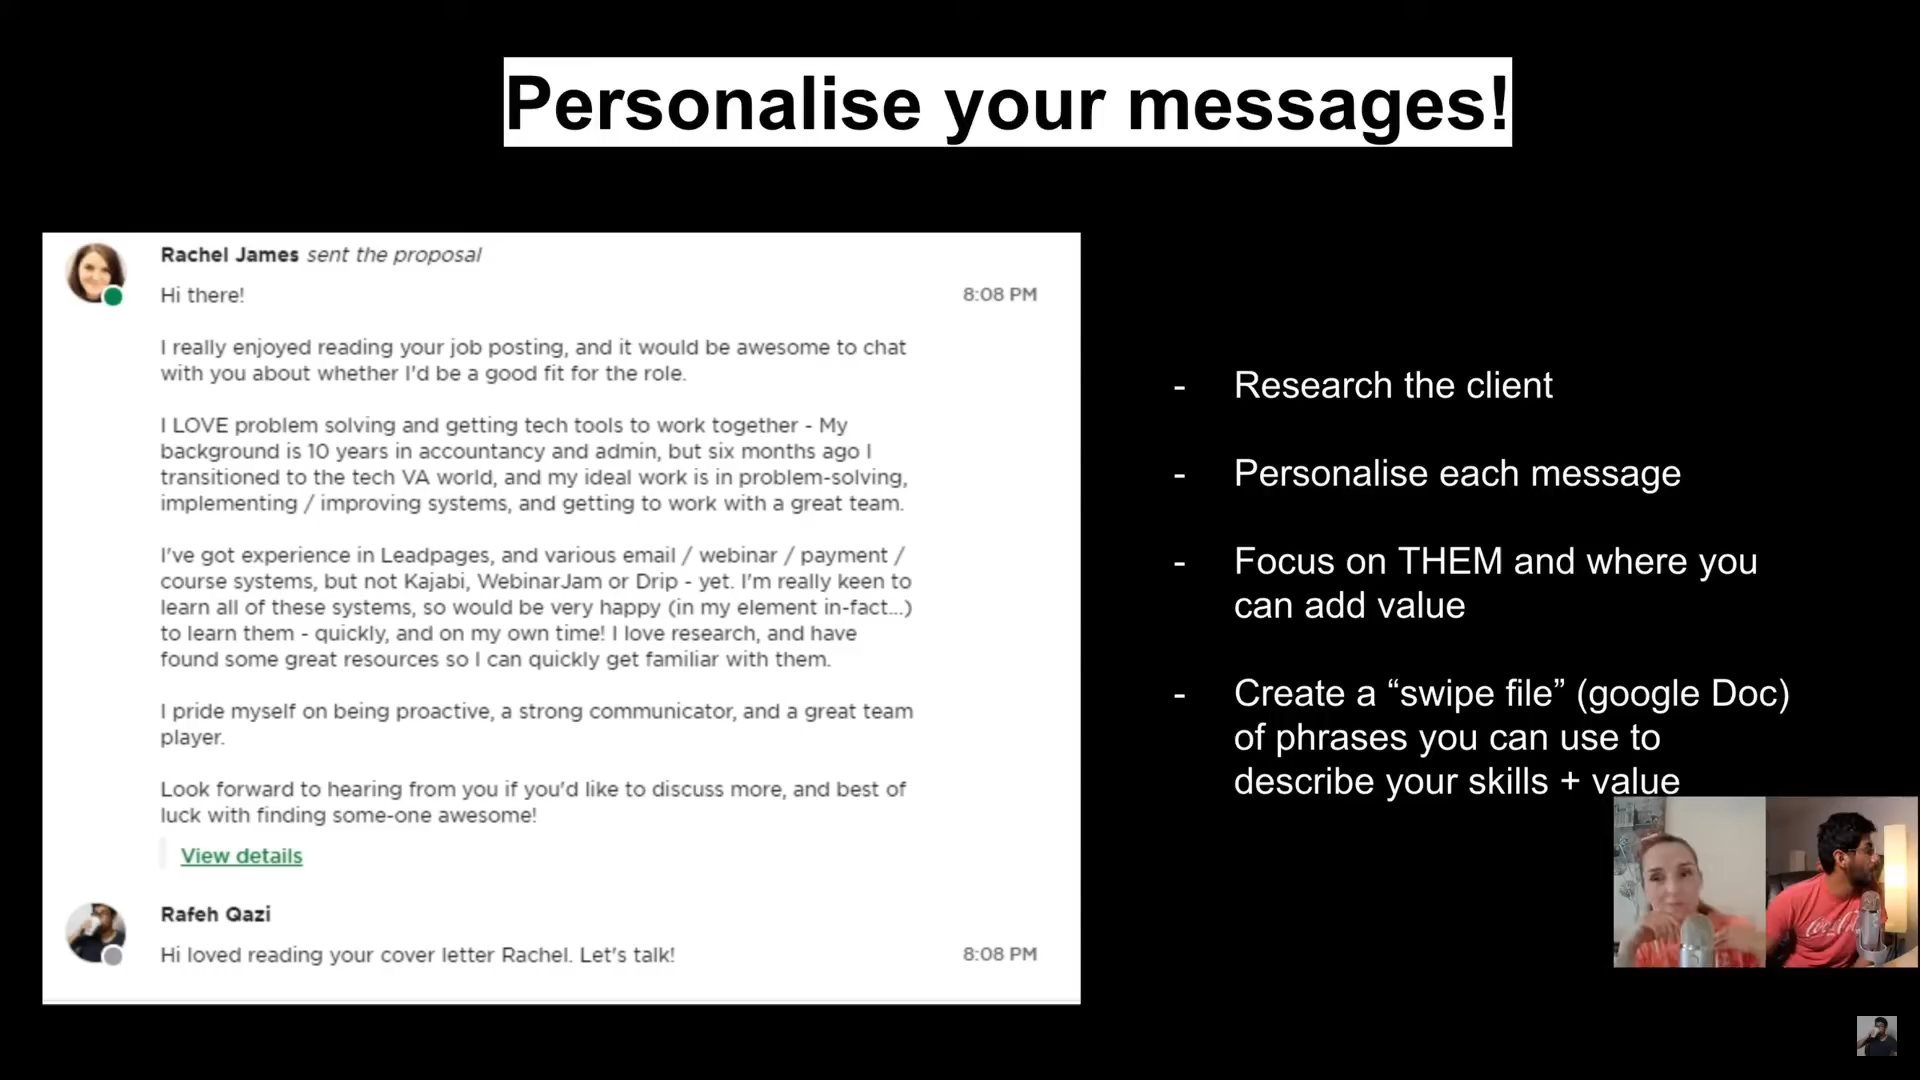 Personalise your messages!
Rachel James sent the proposal
Hi there!
8:08 PM
I really enjoyed reading your job posting, and it would be awesome to chat
with you about whether I'd be a good fit for the role.
I LOVE problem solving and getting tech tools to work together - My
background is 10 years in accountancy and admin, but six months ago I
transitioned to the tech VA world, and my ideal work is in problem-solving,
implementing / improving systems, and getting to work with a great team.
I've got experience in Leadpages, and various email / webinar / payment /
course systems, but not Kajabi, WebinarJam or Drip - yet. I'm really keen to
learn all of these systems, so would be very happy (in my element in-fact...)
to learn them - quickly, and on my own time! I love research, and have
found some great resources so I can quickly get familiar with them.
I pride myself on being proactive, a strong communicator, and a great team
player.
Look forward to hearing from you if you'd like to discuss more, and best of
luck with finding some-one awesome!
View details
Rafeh Qazi
Hi loved reading your cover letter Rachel. Let's talk!
8:08 PM
- Research the client
- Personalise each message
- Focus on THEM and where you
can add value
- Create a “swipe file” (google Doc)
of phrases you can use to
describe your skills + value